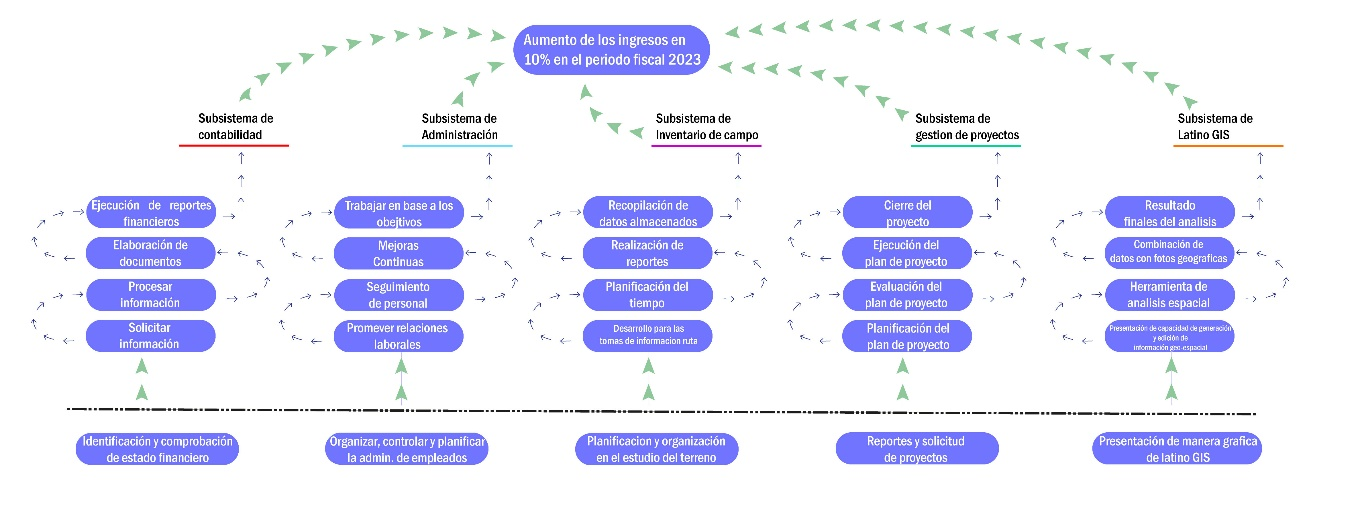 Aumento de los ingresos en
10% en el periodo fiscal 2023
Subsistema de
contabilidad
Subsistema de
Administración
Subsistema de
Inventario de campo
Subsistema de
gestion de proyectos
Subsistema de
Latino GIS
Ejecución de reportes
financieros
Elaboración de
documentos
Procesar
información
Solicitar
información
Trabajar en base a los
obejtivos
Mejoras
Continuas
Seguimiento
de personal
Promever relaciones
laborales
Recopilación de
datos almacenados
Realización de
reportes
Planificación del
tiempo
Desarrollo para las
tomas de informacion ruta
Cierre del
proyecto
Ejecución del
plan de proyecto
Evaluación del
plan de proyecto
Planificación del
plan de proyecto
Resultado
finales del analisis
Combinación de
datos con fotos geograficas
Herramienta de
analisis espacial
Presentación de capacidad de generación
y edición de
información geo-espacial
Identificación y comprobación
de estado financiero
Organizar, controlar y planificar
la admin. de empleados
Planificacion y organización
en el estudio del terreno
Reportes y solicitud
de proyectos
Presentación de manera grafica
de latino GIS